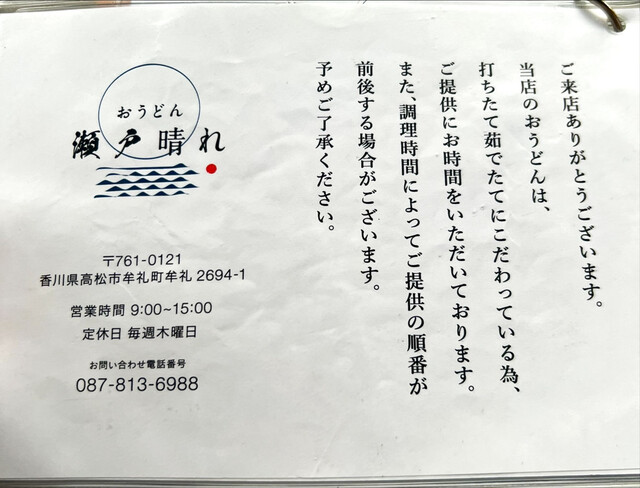 おうどん
瀬戸晴れ
〒761-0121
香川県高松市牟礼町牟礼 2694-1
営業時間 9:00~15:00
定休日 毎週木曜日
お問い合わせ電話番号
087-813-6988
ご来店ありがとうございます。
当店のおうどんは、
打ちたて茹でたてにこだわっている為、
ご提供にお時間をいただいております。
また、調理時間によってご提供の順番が
前後する場合がございます。
予めご了承ください。